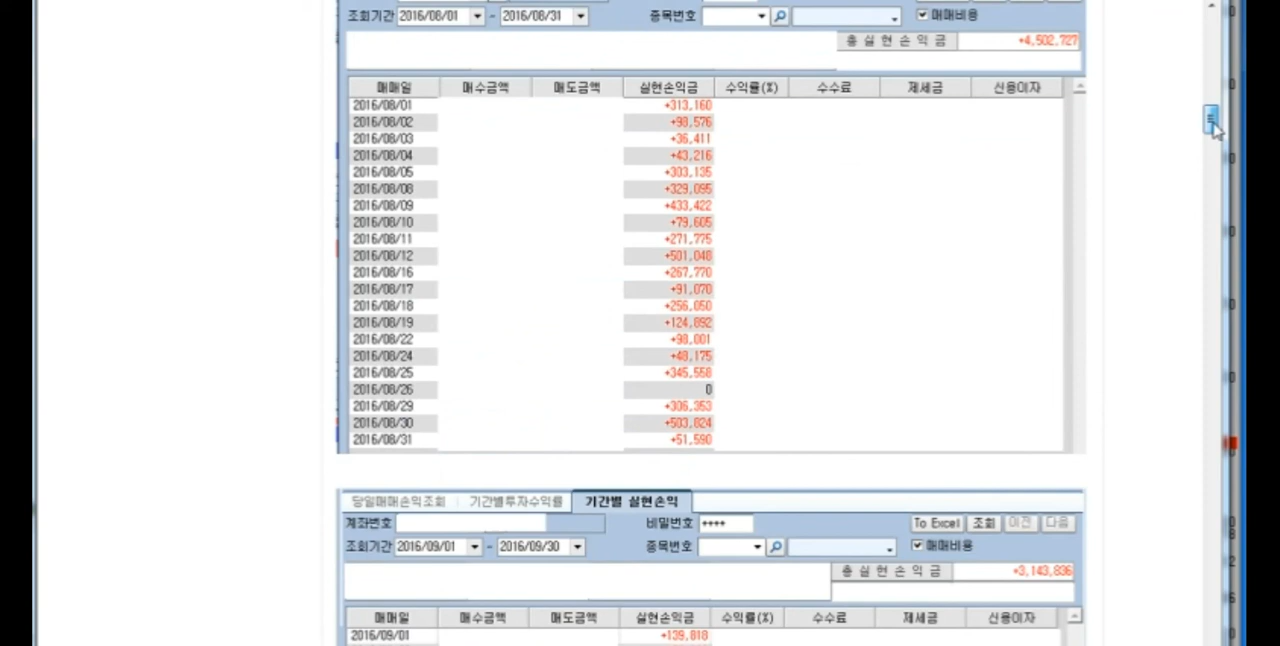 조회기간 2016/08/01 ~ 2016/08/31 종목번호 매매비용
총 실 현 손 익 금 +4,502,727
매매일 매수금액 매도금액 실현손익금 수익률(%) 수수료 제세금 신용이자
2016/08/01 +313,160
2016/08/02 +98,576
2016/08/03 +36,411
2016/08/04 +43,216
2016/08/05 +303,135
2016/08/08 +329,095
2016/08/09 +433,422
2016/08/10 +79,605
2016/08/11 +271,775
2016/08/12 +501,048
2016/08/16 +267,770
2016/08/17 +91,070
2016/08/18 +256,050
2016/08/19 +124,892
2016/08/22 +98,001
2016/08/24 +48,175
2016/08/25 +345,558
2016/08/26 0
2016/08/29 +306,353
2016/08/30 +503,824
2016/08/31 +51,590
당일매매손익조회 기간별투자수익률 기간별 실현손익
계좌번호 비밀번호 **** To Excel 조회 이전 다음
조회기간 2016/09/01 ~ 2016/09/30 종목번호 매매비용
총 실 현 손 익 금 +3,143,836
매매일 매수금액 매도금액 실현손익금 수익률(%) 수수료 제세금 신용이자
2016/09/01 +139,818